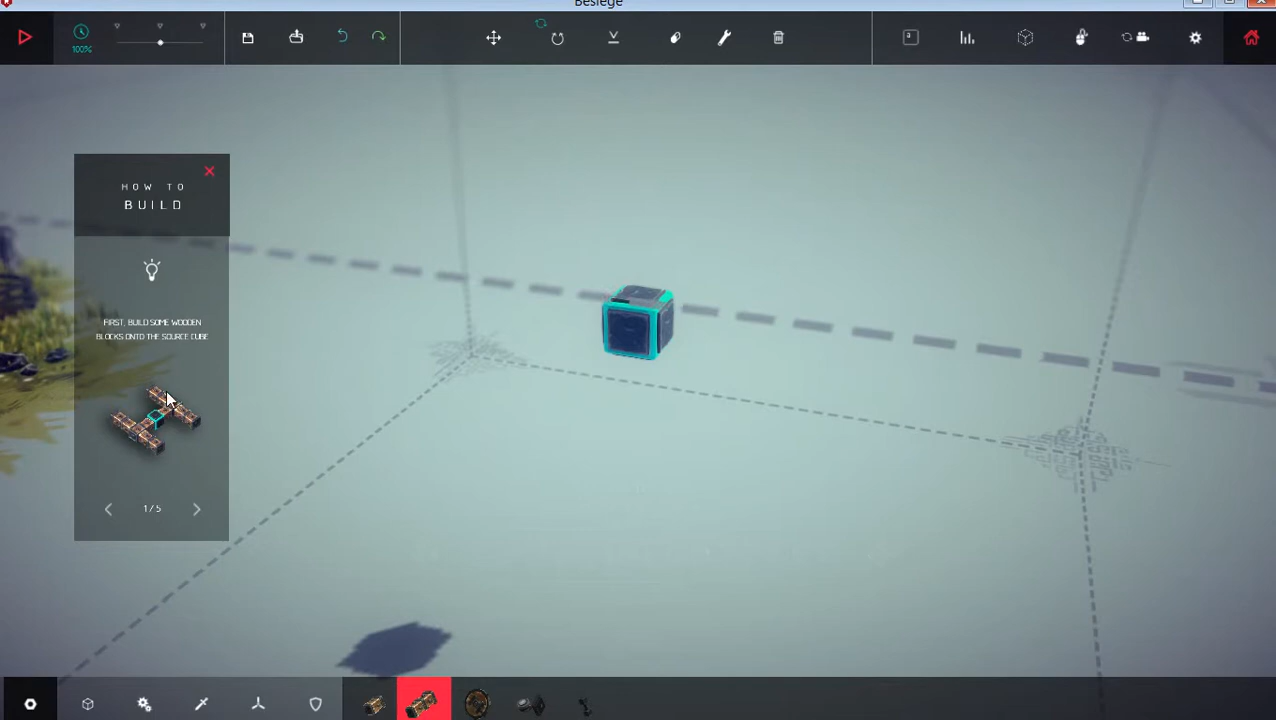 Besiege
100%
HOW TO
BUILD
FIRST, BUILD SOME WOODEN
BLOCKS ONTO THE SOURCE CUBE
1/5